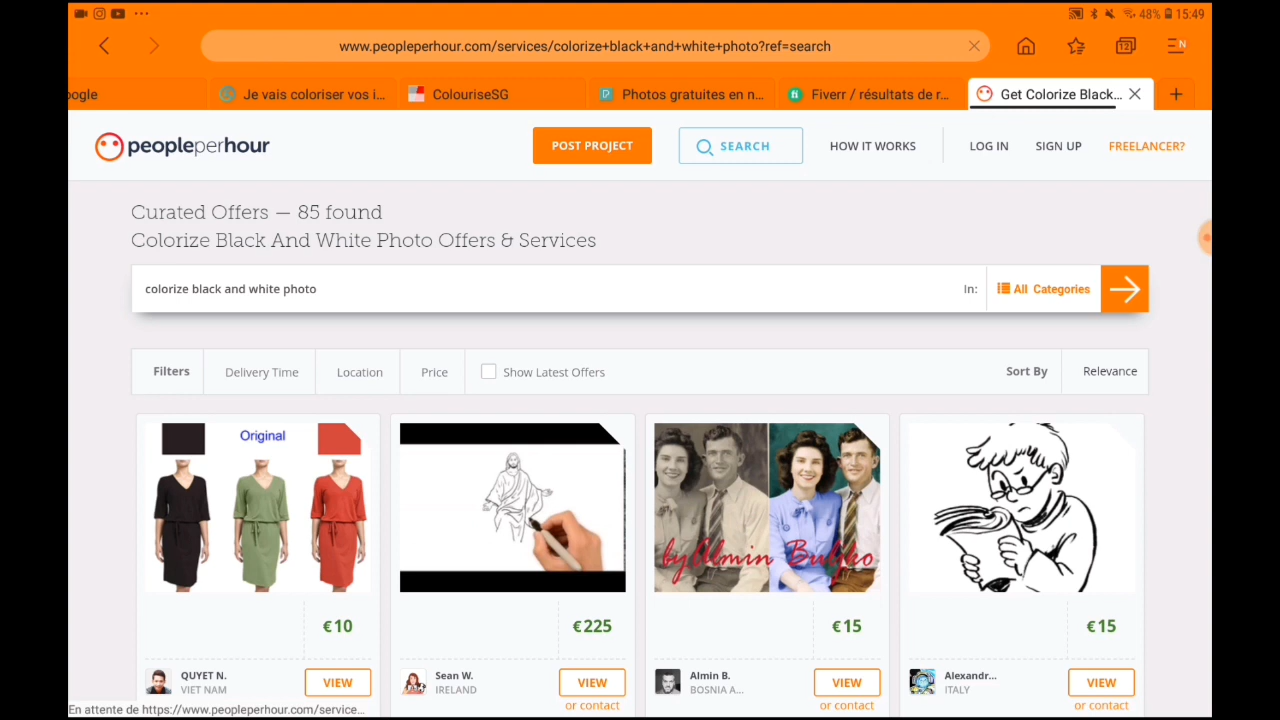 48% 15:49
www.peopleperhour.com/services/colorize+black+and+white+photo?ref=search
12
N
ogle
Je vais coloriser vos i...
ColouriseSG
Photos gratuites en n...
Fiverr / résultats de r...
Get Colorize Black...
peopleperhour
POST PROJECT
SEARCH
HOW IT WORKS
LOG IN
SIGN UP
FREELANCER?
Curated Offers — 85 found
Colorize Black And White Photo Offers & Services
colorize black and white photo
In:
All Categories
Filters
Delivery Time
Location
Price
Show Latest Offers
Sort By
Relevance
Original
by Almin
€10
€225
€15
€15
QUYET N.
VIET NAM
VIEW
Sean W.
IRELAND
VIEW
or contact
Almin B.
BOSNIA A...
VIEW
or contact
Alexandr...
ITALY
VIEW
or contact
En attente de https://www.peopleperhour.com/service...